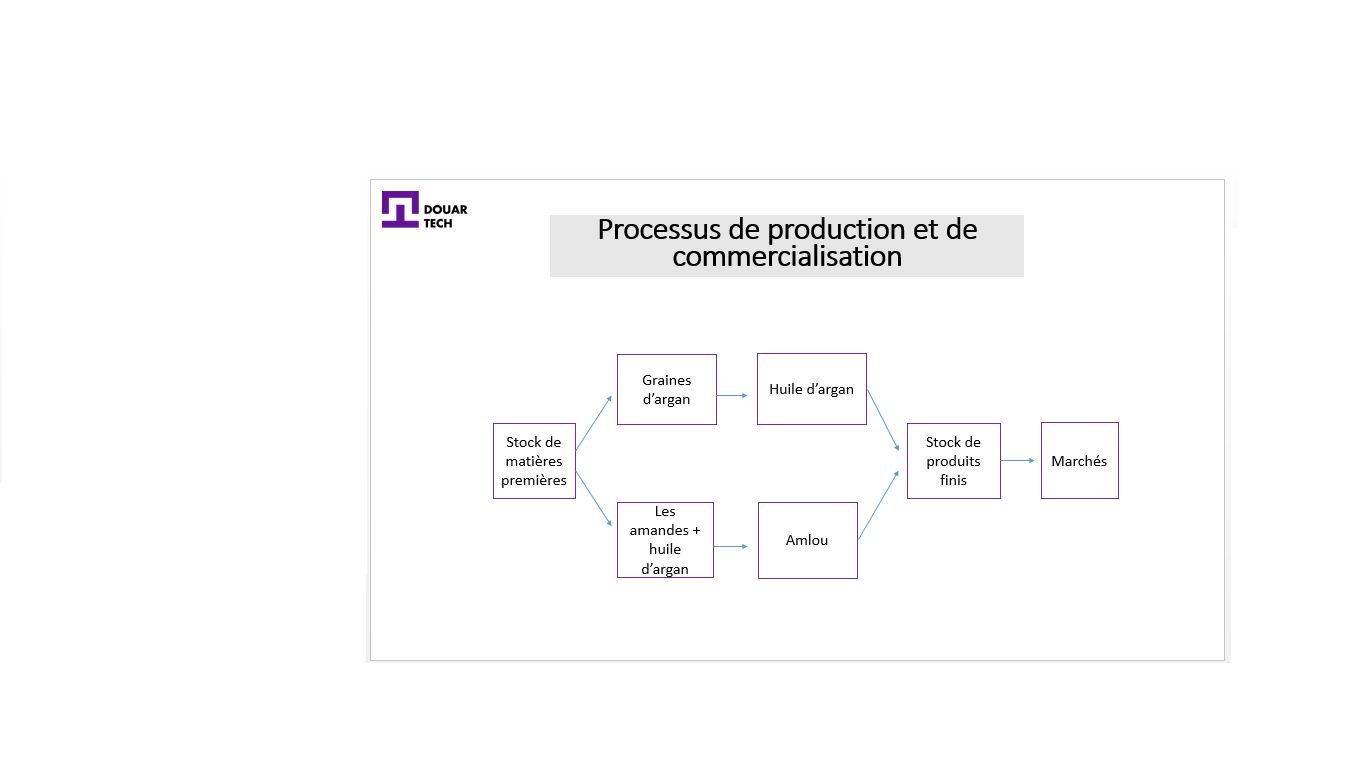 DOUAR
TECH
Processus de production et de
commercialisation
Graines
d’argan
Huile d’argan
Stock de
matières
premières
Stock de
produits
finis
Marchés
Les
amandes +
huile
d’argan
Amlou